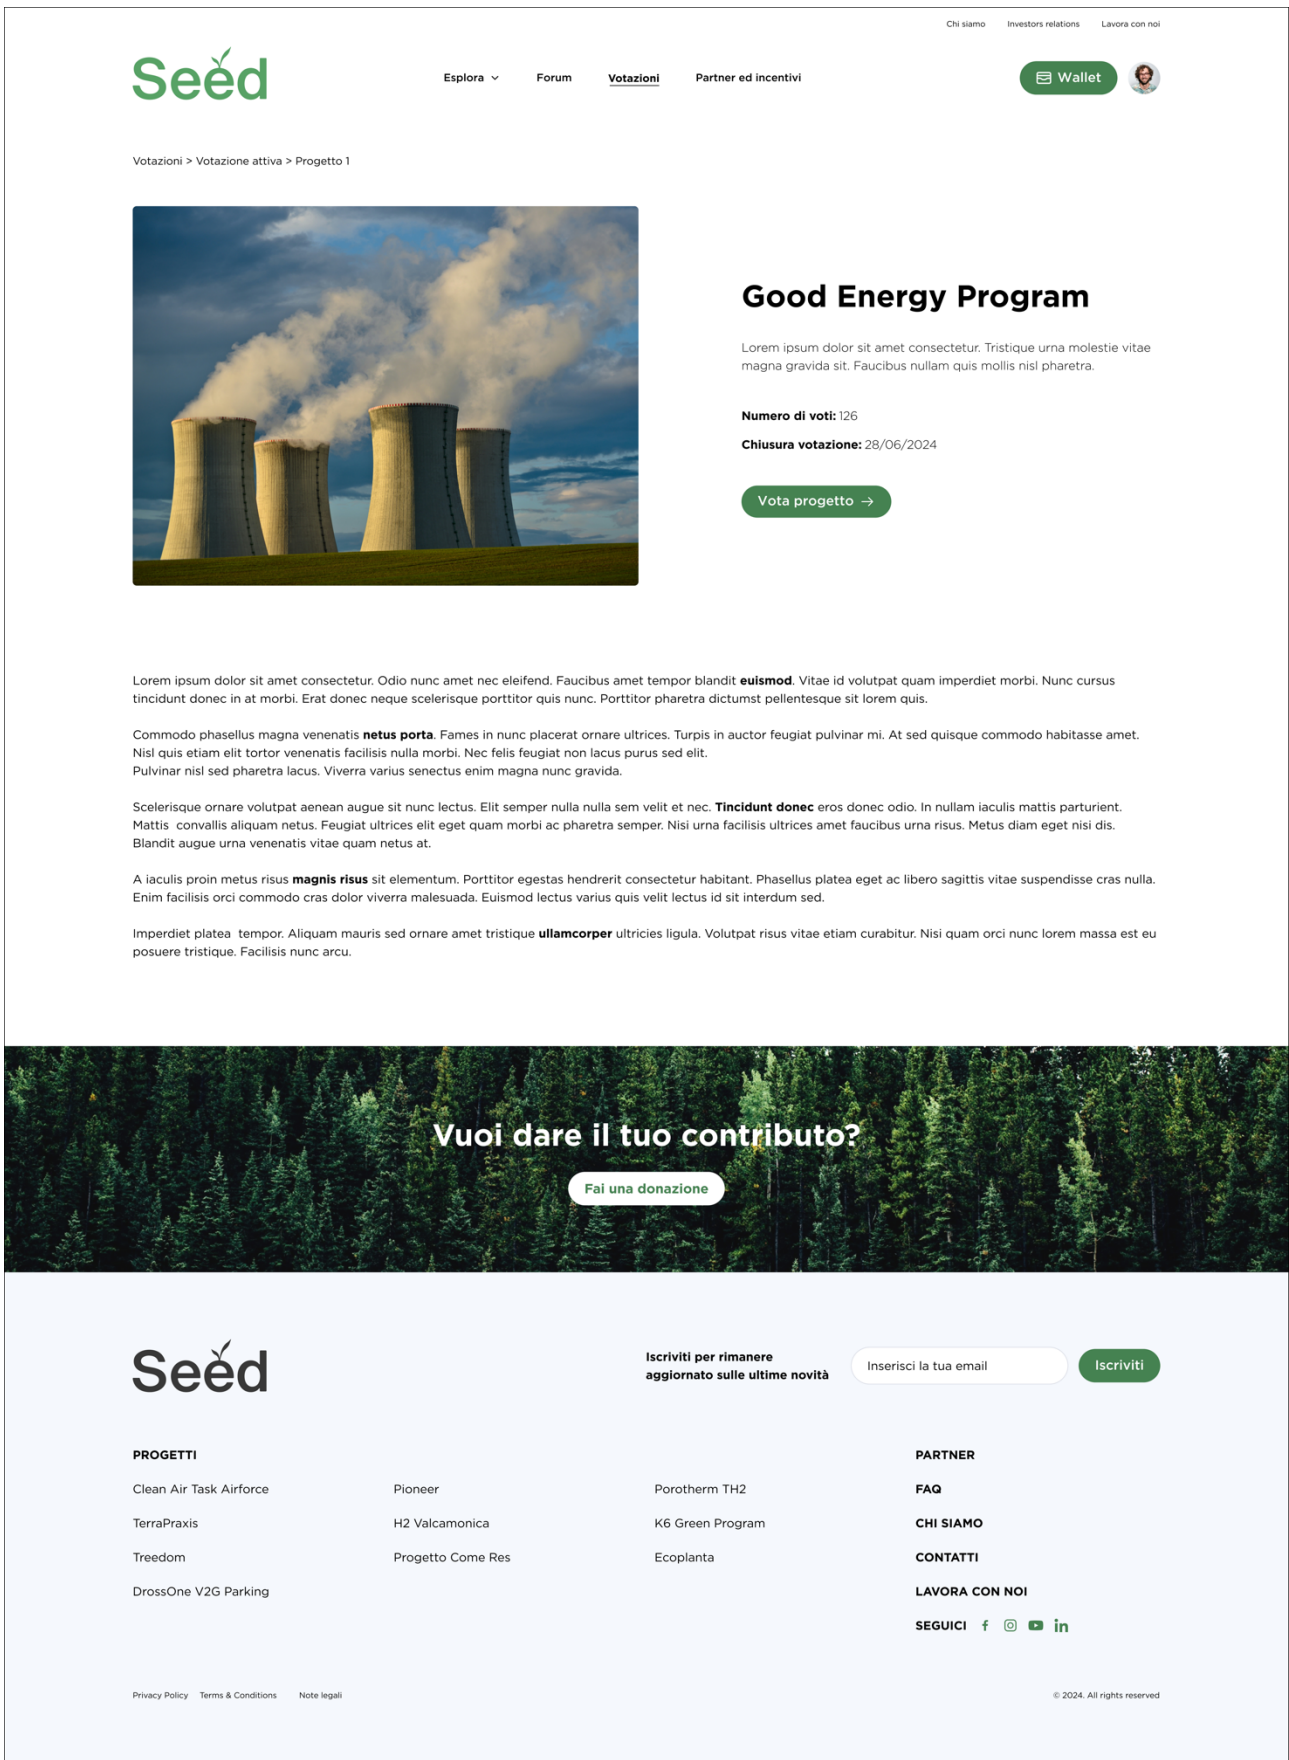 Chi siamo Investors relations Lavora con noi
Seed Esplora Forum Votazioni Partner ed incentivi Wallet
Votazioni > Votazione attiva > Progetto 1
Good Energy Program
Lorem ipsum dolor sit amet consectetur. Tristique urna molestie vitae
magna gravida sit. Faucibus nullam quis mollis nisl pharetra.
Numero di voti: 126
Chiusura votazione: 28/06/2024
Vota progetto →
Lorem ipsum dolor sit amet consectetur. Odio nunc amet nec eleifend. Faucibus amet tempor blandit euismod. Vitae id volutpat quam imperdiet morbi. Nunc cursus
tincidunt donec in at morbi. Erat donec neque scelerisque porttitor quis nunc. Porttitor pharetra dictumst pellentesque sit lorem quis.
Commodo phasellus magna venenatis netus porta. Fames in nunc placerat ornare ultrices. Turpis in auctor feugiat pulvinar mi. At sed quisque commodo habitasse amet.
Nisl quis etiam elit tortor venenatis facilisis nulla morbi. Nec felis feugiat non lacus purus sed elit.
Pulvinar nisl sed pharetra lacus. Viverra varius senectus enim magna nunc gravida.
Scelerisque ornare volutpat aenean augue sit nunc lectus. Elit semper nulla nulla sem velit et nec. Tincidunt donec eros donec odio. In nullam iaculis mattis parturient.
Mattis convallis aliquam netus. Feugiat ultrices elit eget quam morbi ac pharetra semper. Nisi urna facilisis ultrices amet faucibus urna risus. Metus diam eget nisi dis.
Blandit augue urna venenatis vitae quam netus at.
A iaculis proin metus risus magnis risus sit elementum. Porttitor egestas hendrerit consectetur habitant. Phasellus platea eget ac libero sagittis vitae suspendisse cras nulla.
Enim facilisis orci commodo cras dolor viverra malesuada. Euismod lectus varius quis velit lectus id sit interdum sed.
Imperdiet platea tempor. Aliquam mauris sed ornare amet tristique ullamcorper ultricies ligula. Volutpat risus vitae etiam curabitur. Nisi quam orci nunc lorem massa est eu
posuere tristique. Facilisis nunc arcu.
Vuoi dare il tuo contributo?
Fai una donazione
Seed
Iscriviti per rimanere
aggiornato sulle ultime novità
Inserisci la tua email Iscriviti
PROGETTI PARTNER
Clean Air Task Airforce Pioneer Porotherm TH2 FAQ
TerraPraxis H2 Valcamonica K6 Green Program CHI SIAMO
Treedom Progetto Come Res Ecoplanta CONTATTI
DrossOne V2G Parking LAVORA CON NOI
SEGUICI
Privacy Policy Terms & Conditions Note legali © 2024. All rights reserved